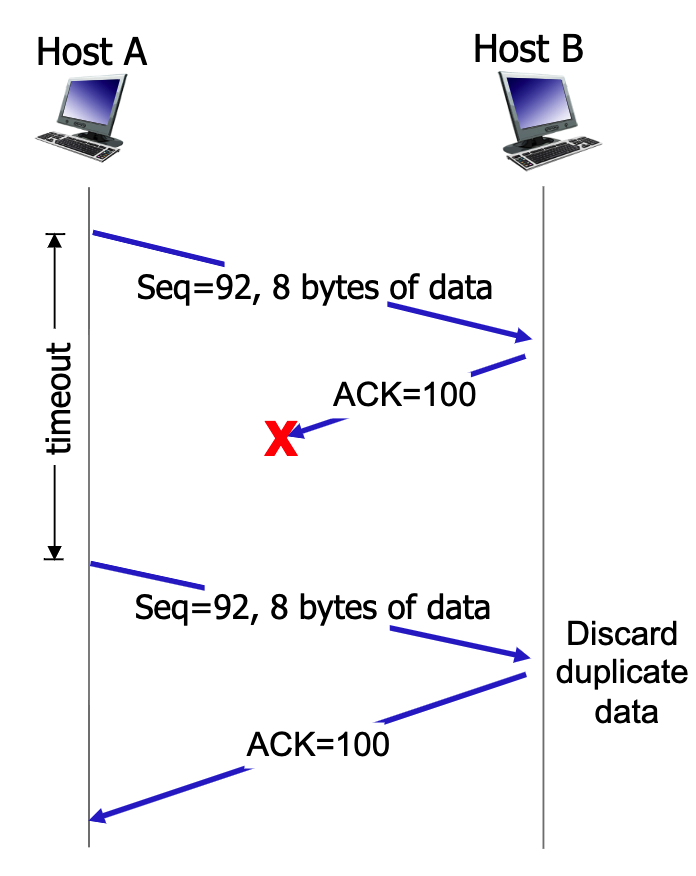 Host A
Host B
Seq=92, 8 bytes of data
ACK=100
X
timeout
Seq=92, 8 bytes of data
Discard
duplicate
data
ACK=100